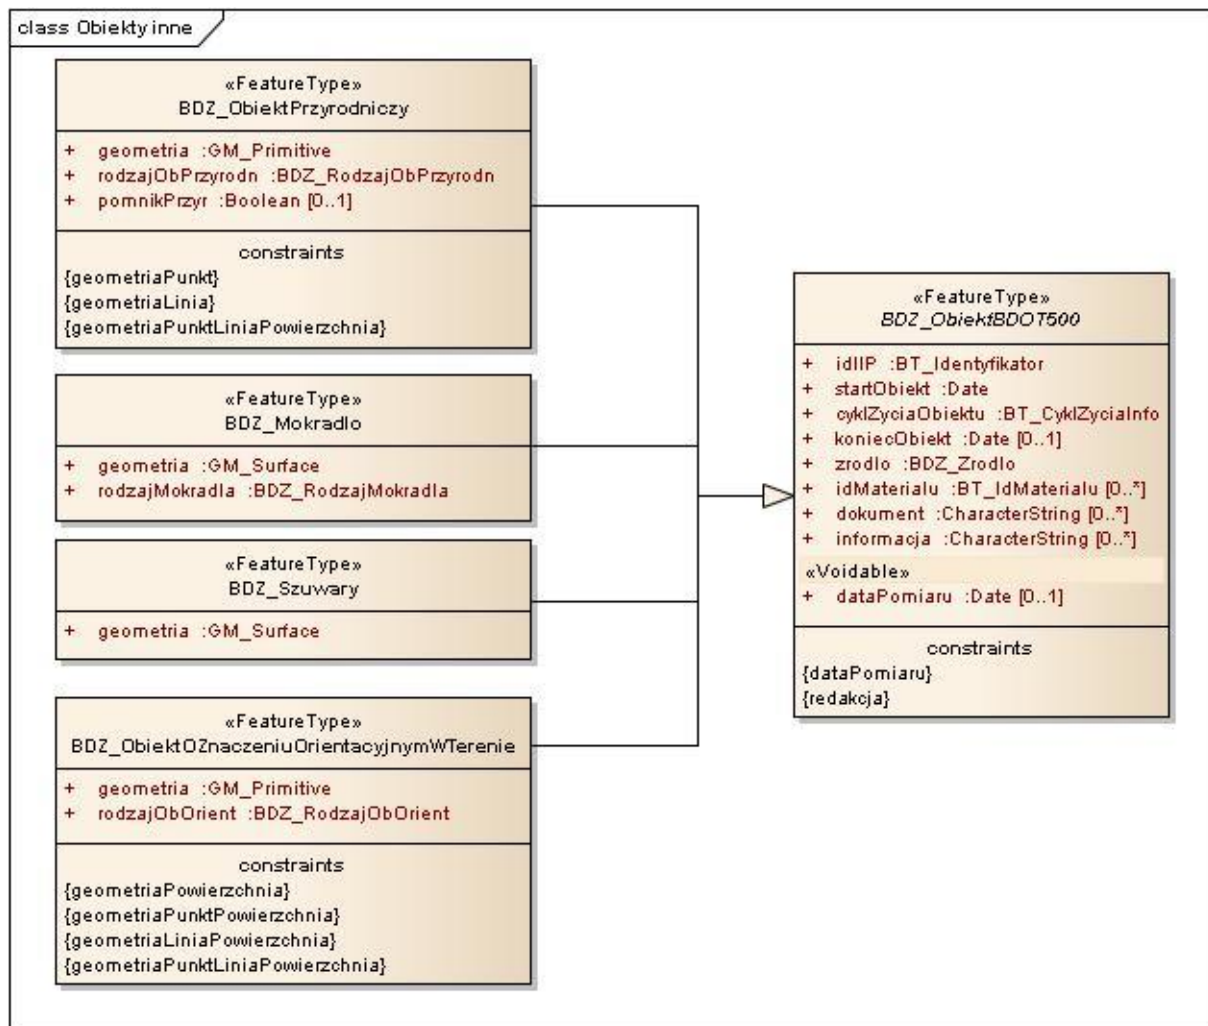 class Obiekty inne
«FeatureType»
BDZ_ObiektPrzyrodniczy
+ geometria :GM_Primitive
+ rodzajObPrzyrodn :BDZ_RodzajObPrzyrodn
+ pomnikPrzyr :Boolean [0..1]
constraints
{geometriaPunkt}
{geometriaLinia}
{geometriaPunktLiniaPowierzchnia}
«FeatureType»
BDZ_Mokradlo
+ geometria :GM_Surface
+ rodzajMokradla :BDZ_RodzajMokradla
«FeatureType»
BDZ_Szuwary
+ geometria :GM_Surface
«FeatureType»
BDZ_ObiektOZnaczeniuOrientacyjnymWTerenie
+ geometria :GM_Primitive
+ rodzajObOrient :BDZ_RodzajObOrient
constraints
{geometriaPowierzchnia}
{geometriaPunktPowierzchnia}
{geometriaLiniaPowierzchnia}
{geometriaPunktLiniaPowierzchnia}
«FeatureType»
BDZ_ObiektBDOT500
+ idIIP :BT_Identyfikator
+ startObiekt :Date
+ cyklZyciaObiektu :BT_CyklZyciaInfo
+ koniecObiekt :Date [0..1]
+ zrodlo :BDZ_Zrodlo
+ idMaterialu :BT_IdMaterialu [0..*]
+ dokument :CharacterString [0..*]
+ informacja :CharacterString [0..*]
«Voidable»
+ dataPomiaru :Date [0..1]
constraints
{dataPomiaru}
{redakcja}